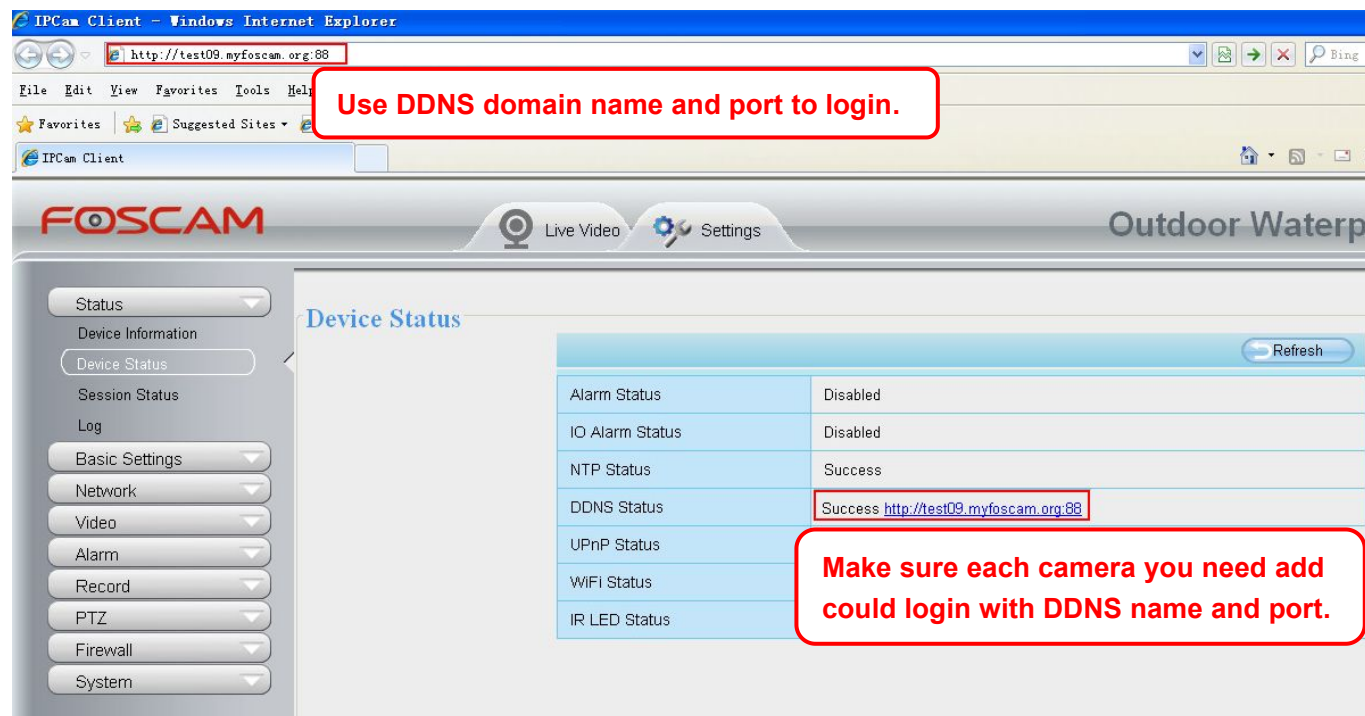 IPCam Client - Windows Internet Explorer
http://test09.myfoscam.org:88
Bing
File Edit View Favorites Tools Help
Use DDNS domain name and port to login.
Favorites Suggested Sites
IPCam Client
FOSCAM
Live Video
Settings
Outdoor Waterp
Status
Device Information
Device Status
Session Status
Log
Basic Settings
Network
Video
Alarm
Record
PTZ
Firewall
System
Device Status
Refresh
Alarm Status Disabled
IO Alarm Status Disabled
NTP Status Success
DDNS Status Success http://test09.myfoscam.org:88
UPnP Status
WiFi Status
IR LED Status
Make sure each camera you need add
could login with DDNS name and port.